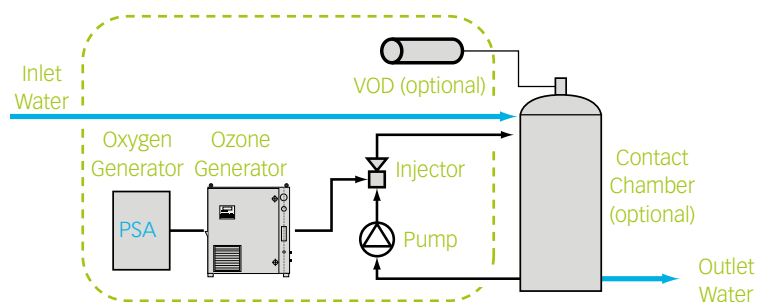 VOD (optional)
Inlet
Water
Oxygen
Generator
Ozone
Generator
Injector
Contact
Chamber
(optional)
PSA
Pump
Outlet
Water